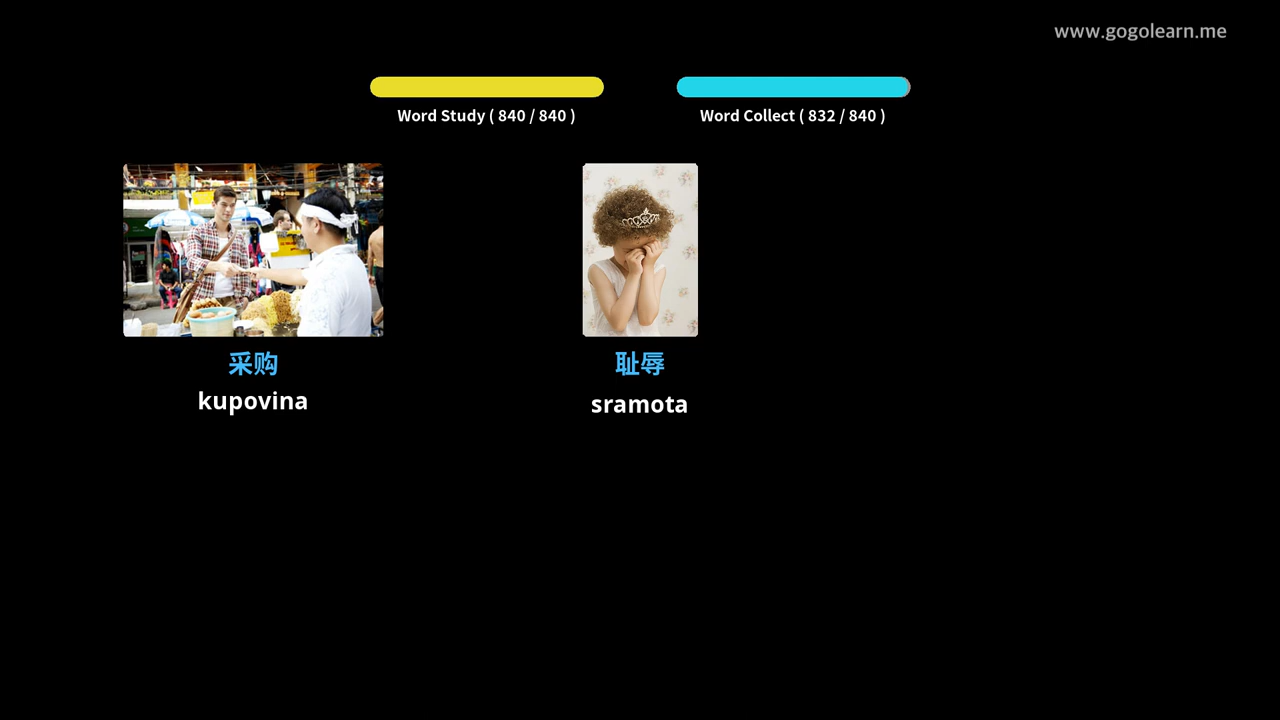 www.gogolearn.me
Word Study ( 840 / 840 )
Word Collect ( 832 / 840 )
采购
kupovina
耻辱
sramota